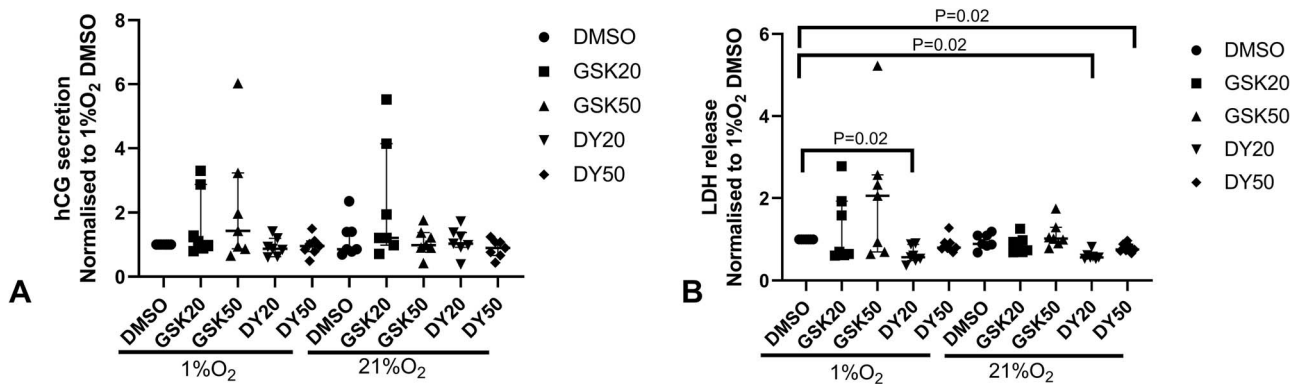 hCG secretion
Normalised to 1%O₂ DMSO
8
6
4
2
0
DMSO
GSK20
GSK50
DY20
DY50
DMSO
GSK20
GSK50
DY20
DY50
1%O₂
21%O₂
DMSO
GSK20
GSK50
DY20
DY50
A
LDH release
Normalised to 1%O₂ DMSO
6
4
2
0
P=0.02
P=0.02
P=0.02
DMSO
GSK20
GSK50
DY20
DY50
DMSO
GSK20
GSK50
DY20
DY50
1%O₂
21%O₂
DMSO
GSK20
GSK50
DY20
DY50
B